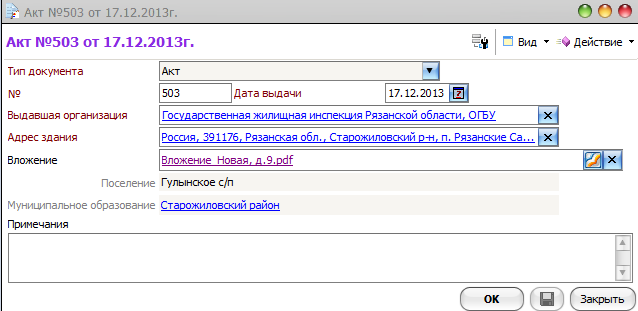 Акт №503 от 17.12.2013г.
Акт №503 от 17.12.2013г.
Вид
Действие
Тип документа Акт
№ 503 Дата выдачи 17.12.2013
Выдавшая организация Государственная жилищная инспекция Рязанской области, ОГБУ
Адрес здания Россия, 391176, Рязанская обл., Старожиловский р-н, п. Рязанские Са...
Вложение Вложение_Новая, д.9.pdf
Поселение Гулынское с/п
Муниципальное образование Старожиловский район
Примечания
ОК Закрыть